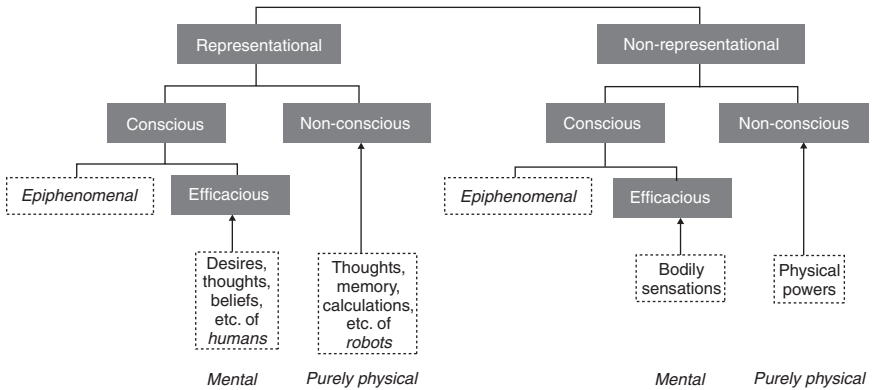 Representational
Non-representational
Conscious
Non-conscious
Conscious
Non-conscious
Epiphenomenal
Efficacious
Epiphenomenal
Efficacious
Desires,
thoughts,
beliefs,
etc. of
humans
Thoughts,
memory,
calculations,
etc. of
robots
Bodily
sensations
Physical
powers
Mental
Purely physical
Mental
Purely physical